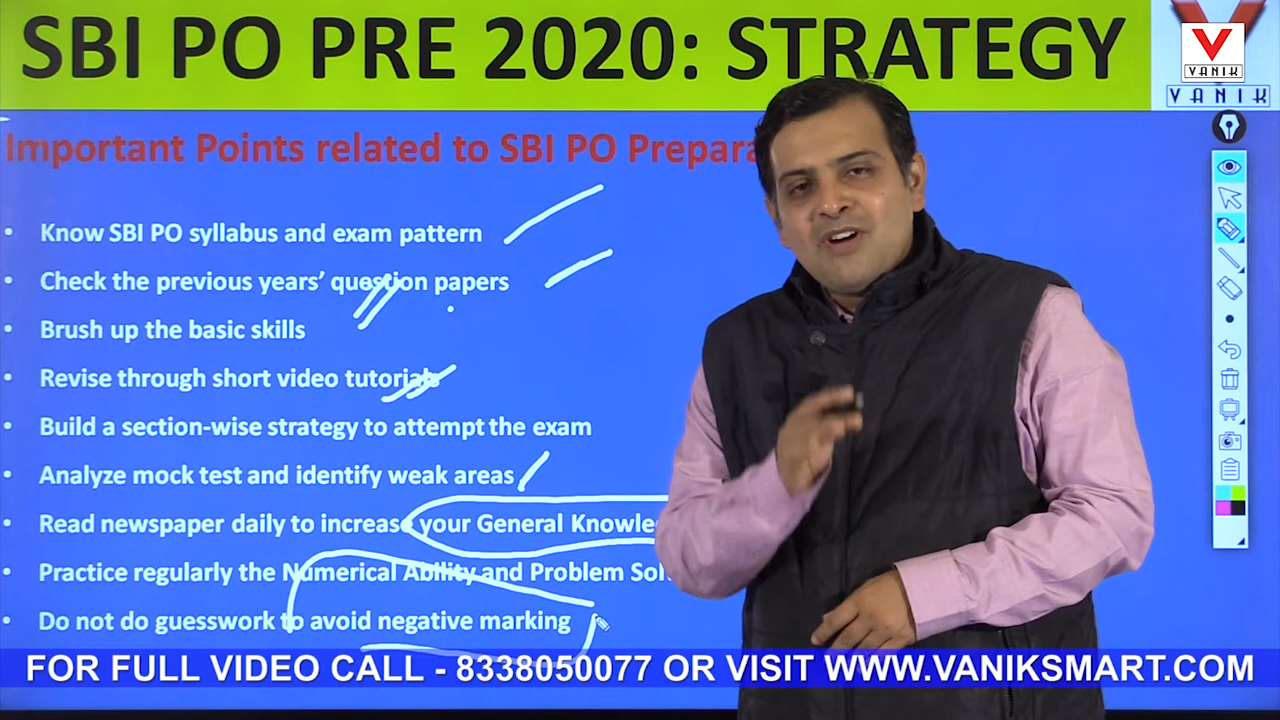 SBI PO PRE 2020: STRATEGY
VANIK
VANIK
Important Points related to SBI PO Prepara
• Know SBI PO syllabus and exam pattern
• Check the previous years’ question papers
• Brush up the basic skills
• Revise through short video tutorials
• Build a section-wise strategy to attempt the exam
• Analyze mock test and identify weak areas
• Read newspaper daily to increase your General Knowle
• Practice regularly the Numerical Ability and Problem Sol
• Do not do guesswork to avoid negative marking
FOR FULL VIDEO CALL - 8338050077 OR VISIT WWW.VANIKSMART.COM